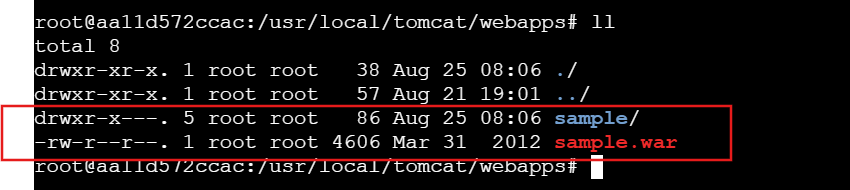 root@aa11d572ccac:/usr/local/tomcat/webapps# ll
total 8
drwxr-xr-x. 1 root root   38 Aug 25 08:06 ./
drwxr-xr-x. 1 root root   57 Aug 21 19:01 ../
drwxr-x---. 5 root root   86 Aug 25 08:06 sample/
-rw-r--r--. 1 root root 4606 Mar 31  2012 sample.war
root@aa11d572ccac:/usr/local/tomcat/webapps#